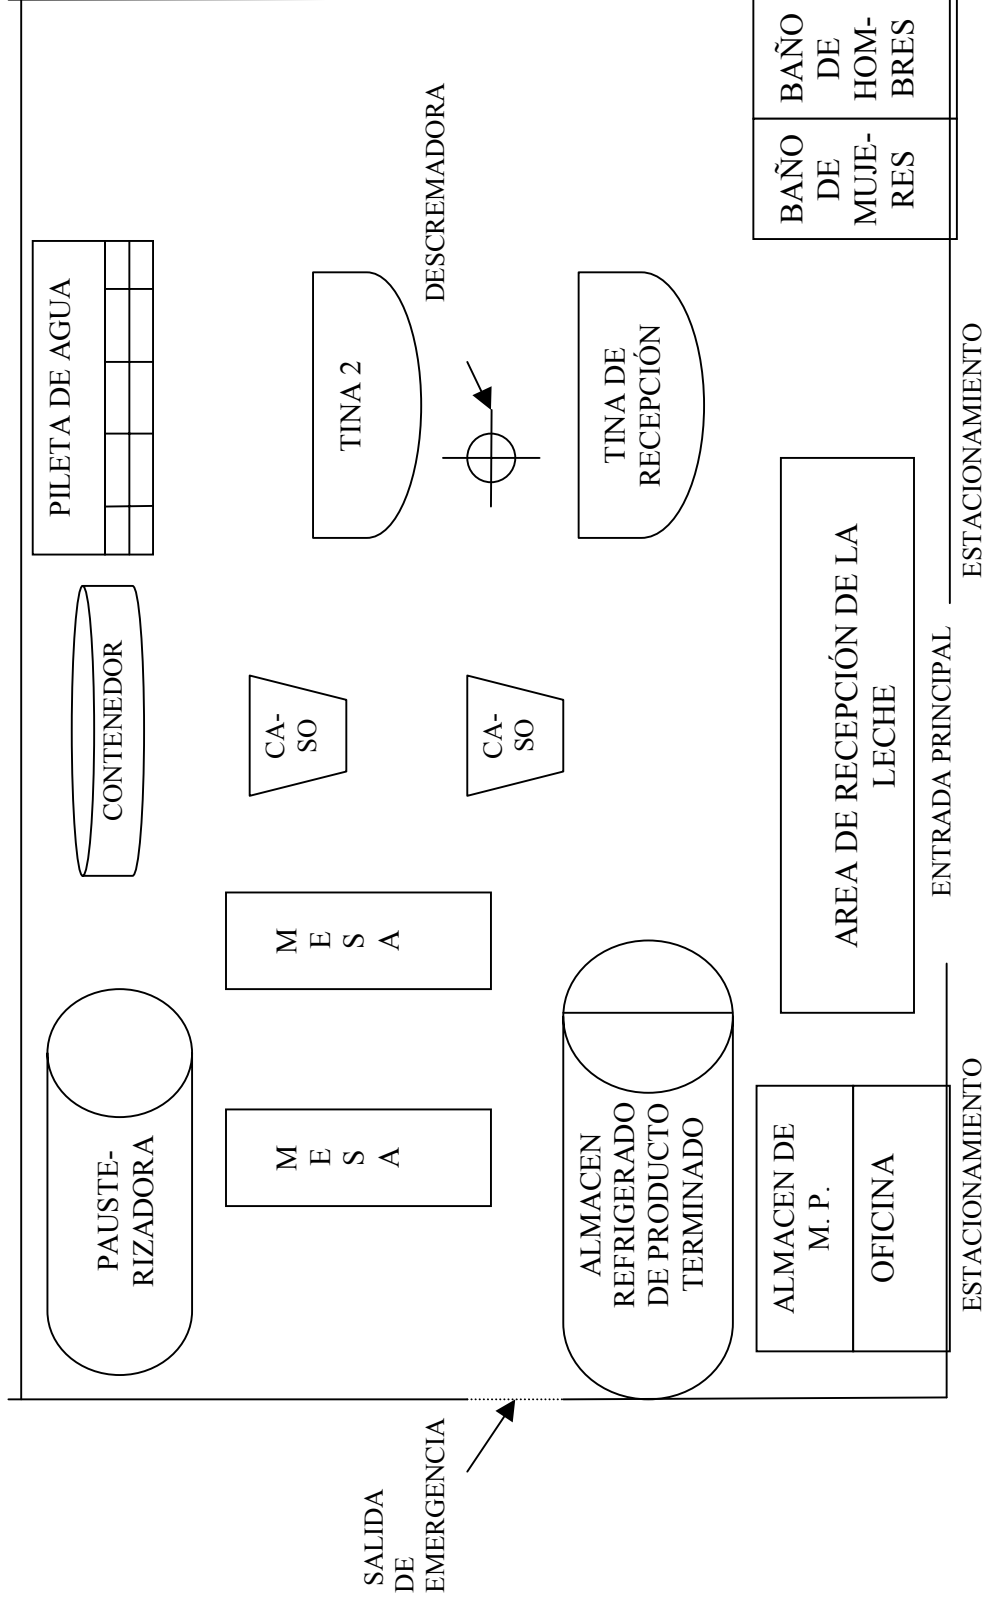 PAUSTE-
RIZADORA
CONTENEDOR
PILETA DE AGUA
M
E
S
A
M
E
S
A
CA-
SO
TINA 2
SALIDA
DE
EMERGENCIA
CA-
SO
DESCREMADORA
ALMACEN
REFRIGERADO
DE PRODUCTO
TERMINADO
TINA DE
RECEPCIÓN
ALMACEN DE
M. P.
OFICINA
AREA DE RECEPCIÓN DE LA
LECHE
BAÑO
DE
MUJE-
RES
BAÑO
DE
HOM-
BRES
ENTRADA PRINCIPAL
ESTACIONAMIENTO
ESTACIONAMIENTO